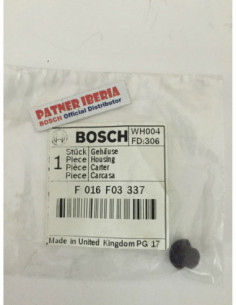 PATNER IBERIA
BOSCH Official Distributor
BOSCH
WH004
FD:306
1
Stück Gehäuse
Piece Housing
Pièce Carter
Pieza Carcasa
F 016 F03 337
Made in United Kingdom PG 17